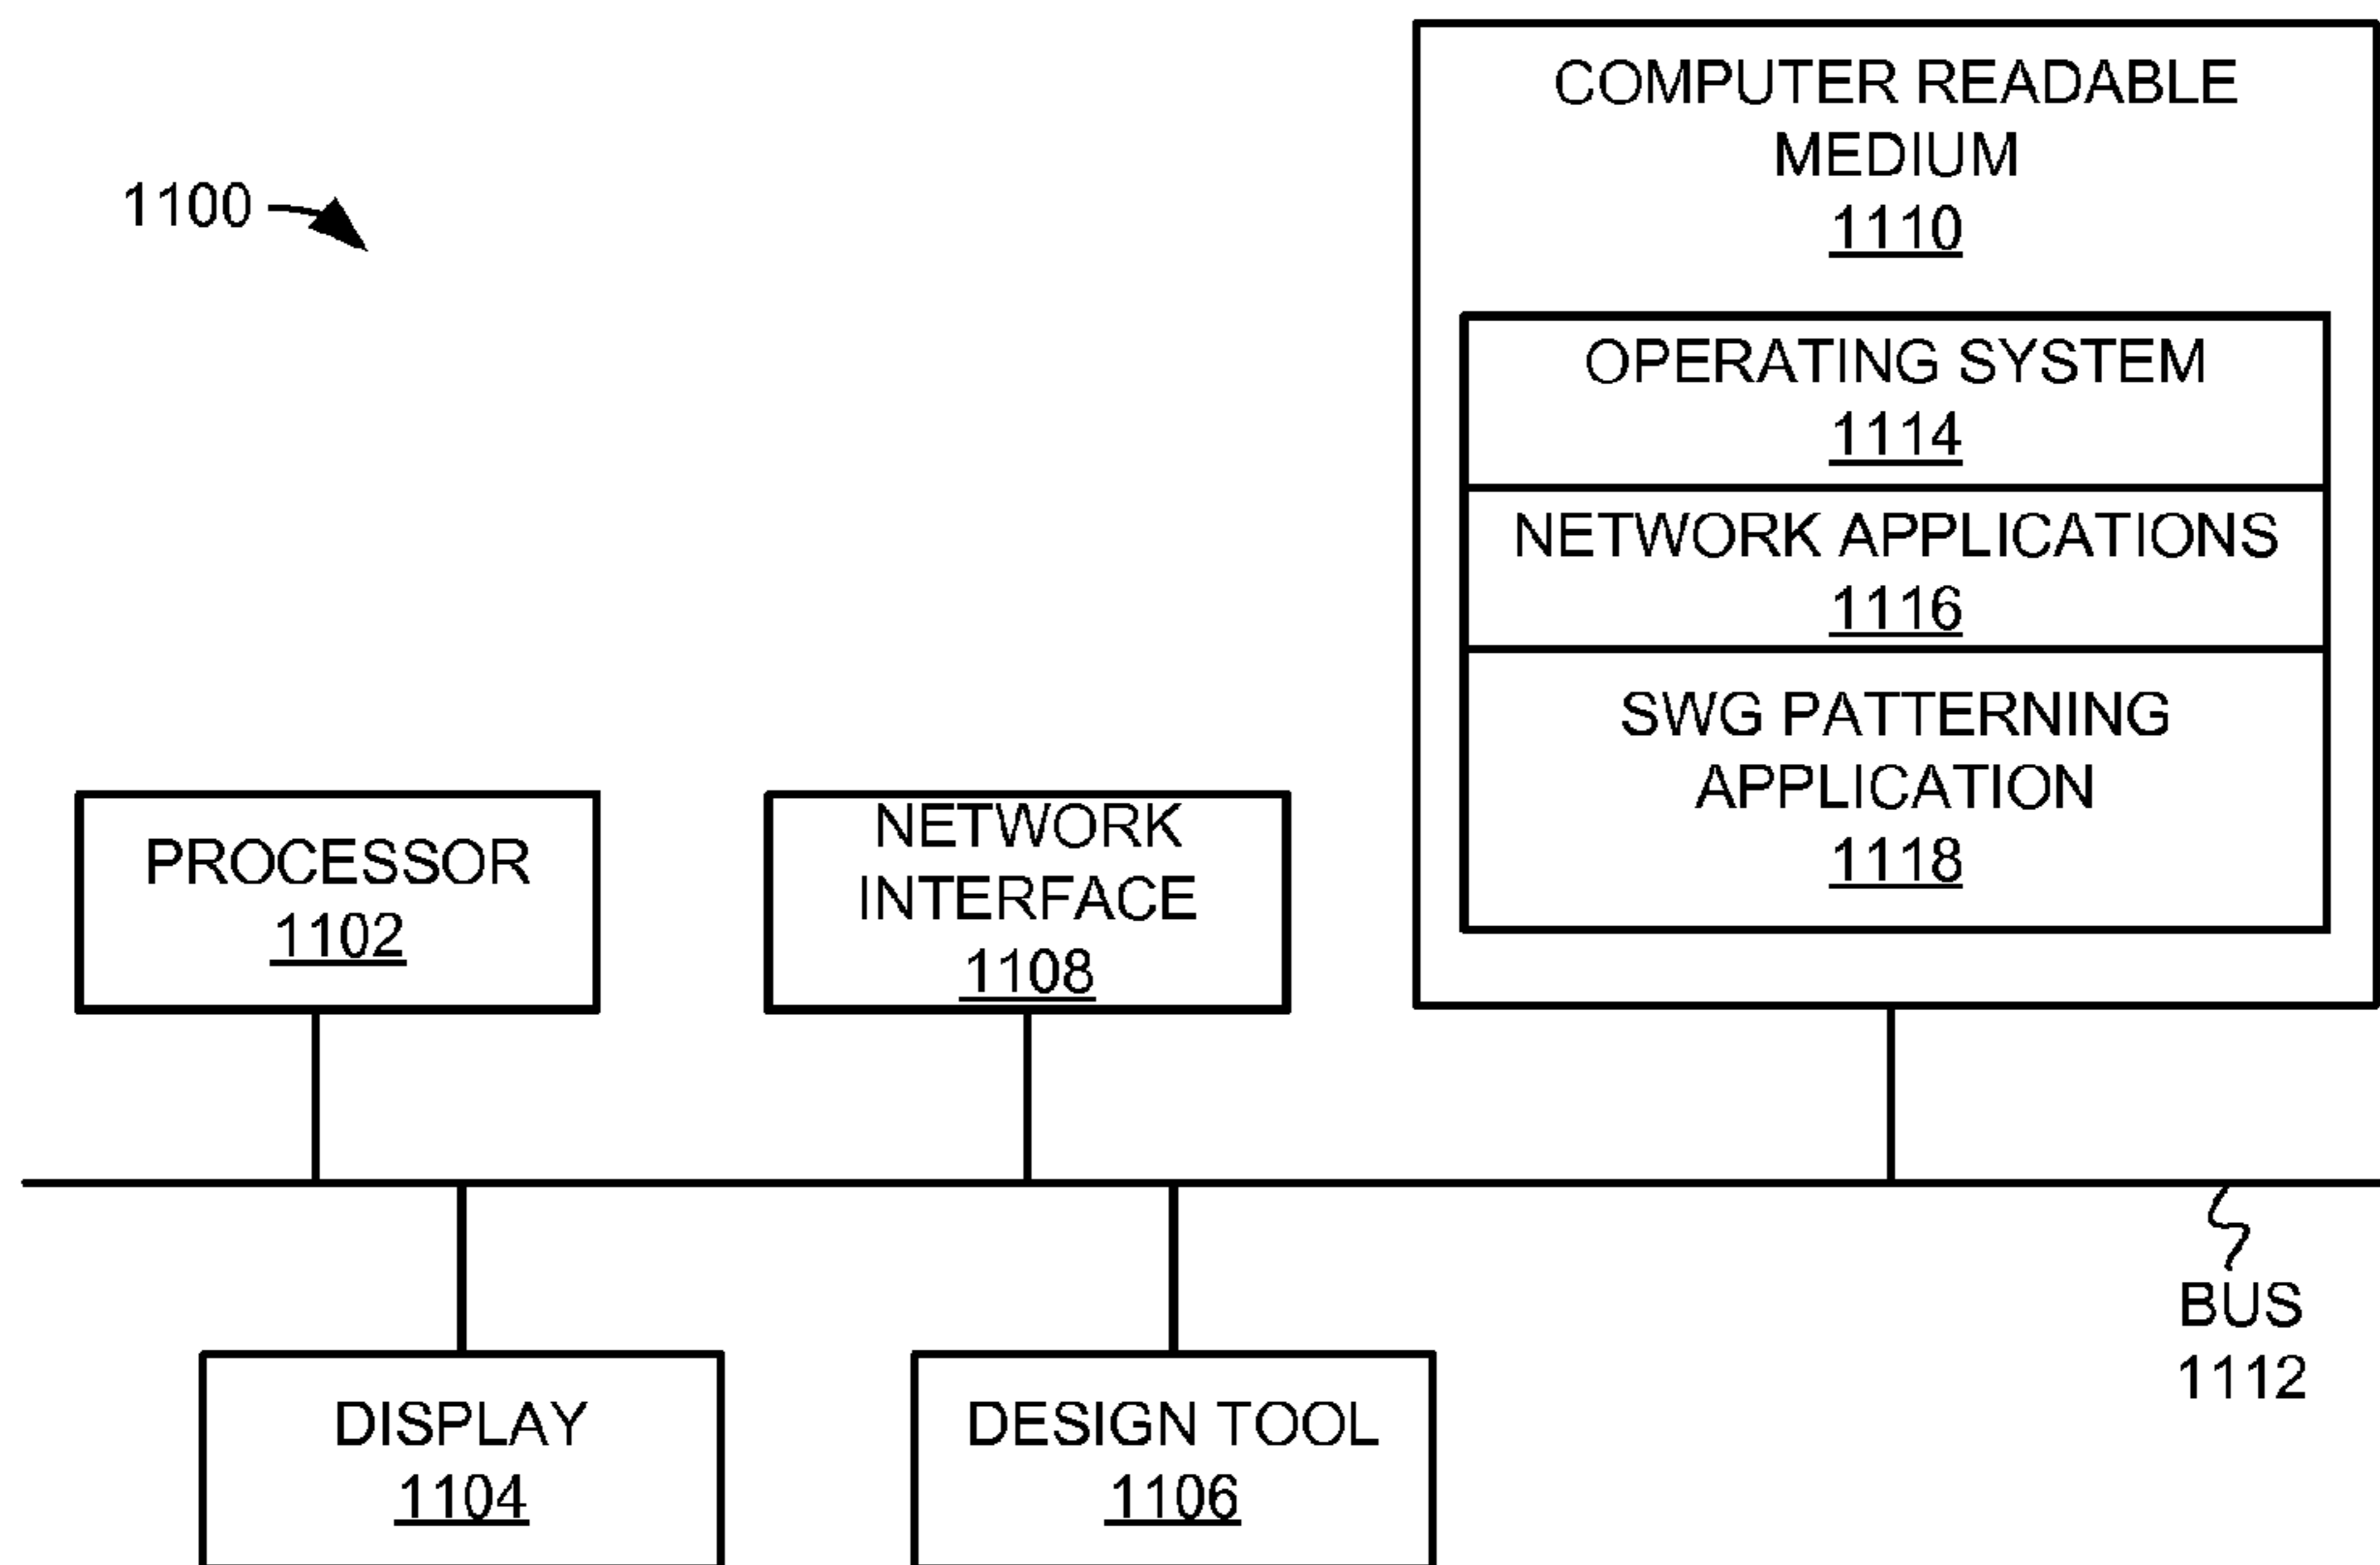 1100
COMPUTER READABLE
MEDIUM
1110
OPERATING SYSTEM
1114
NETWORK APPLICATIONS
1116
SWG PATTERNING
APPLICATION
1118
PROCESSOR
1102
NETWORK
INTERFACE
1108
BUS
1112
DISPLAY
1104
DESIGN TOOL
1106